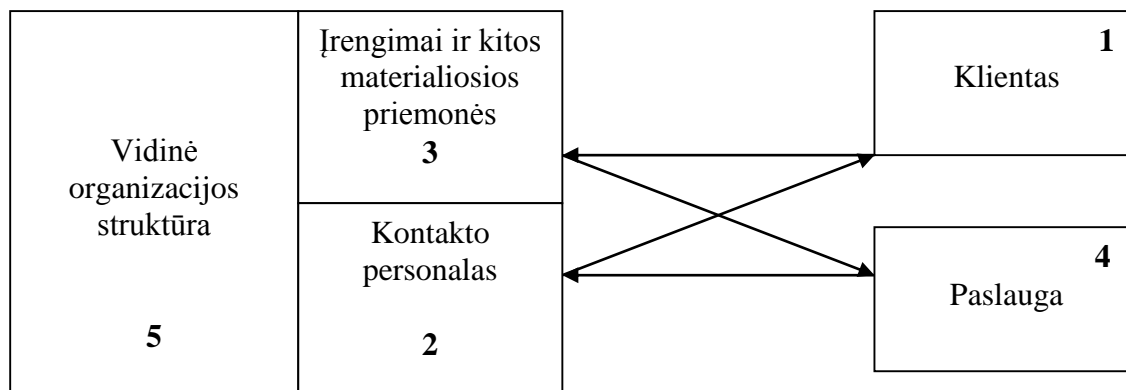 Vidinė
organizacijos
struktūra
5
Įrengimai ir kitos
materialiosios
priemonės
3
Kontakto
personalas
2
1
Klientas
4
Paslauga